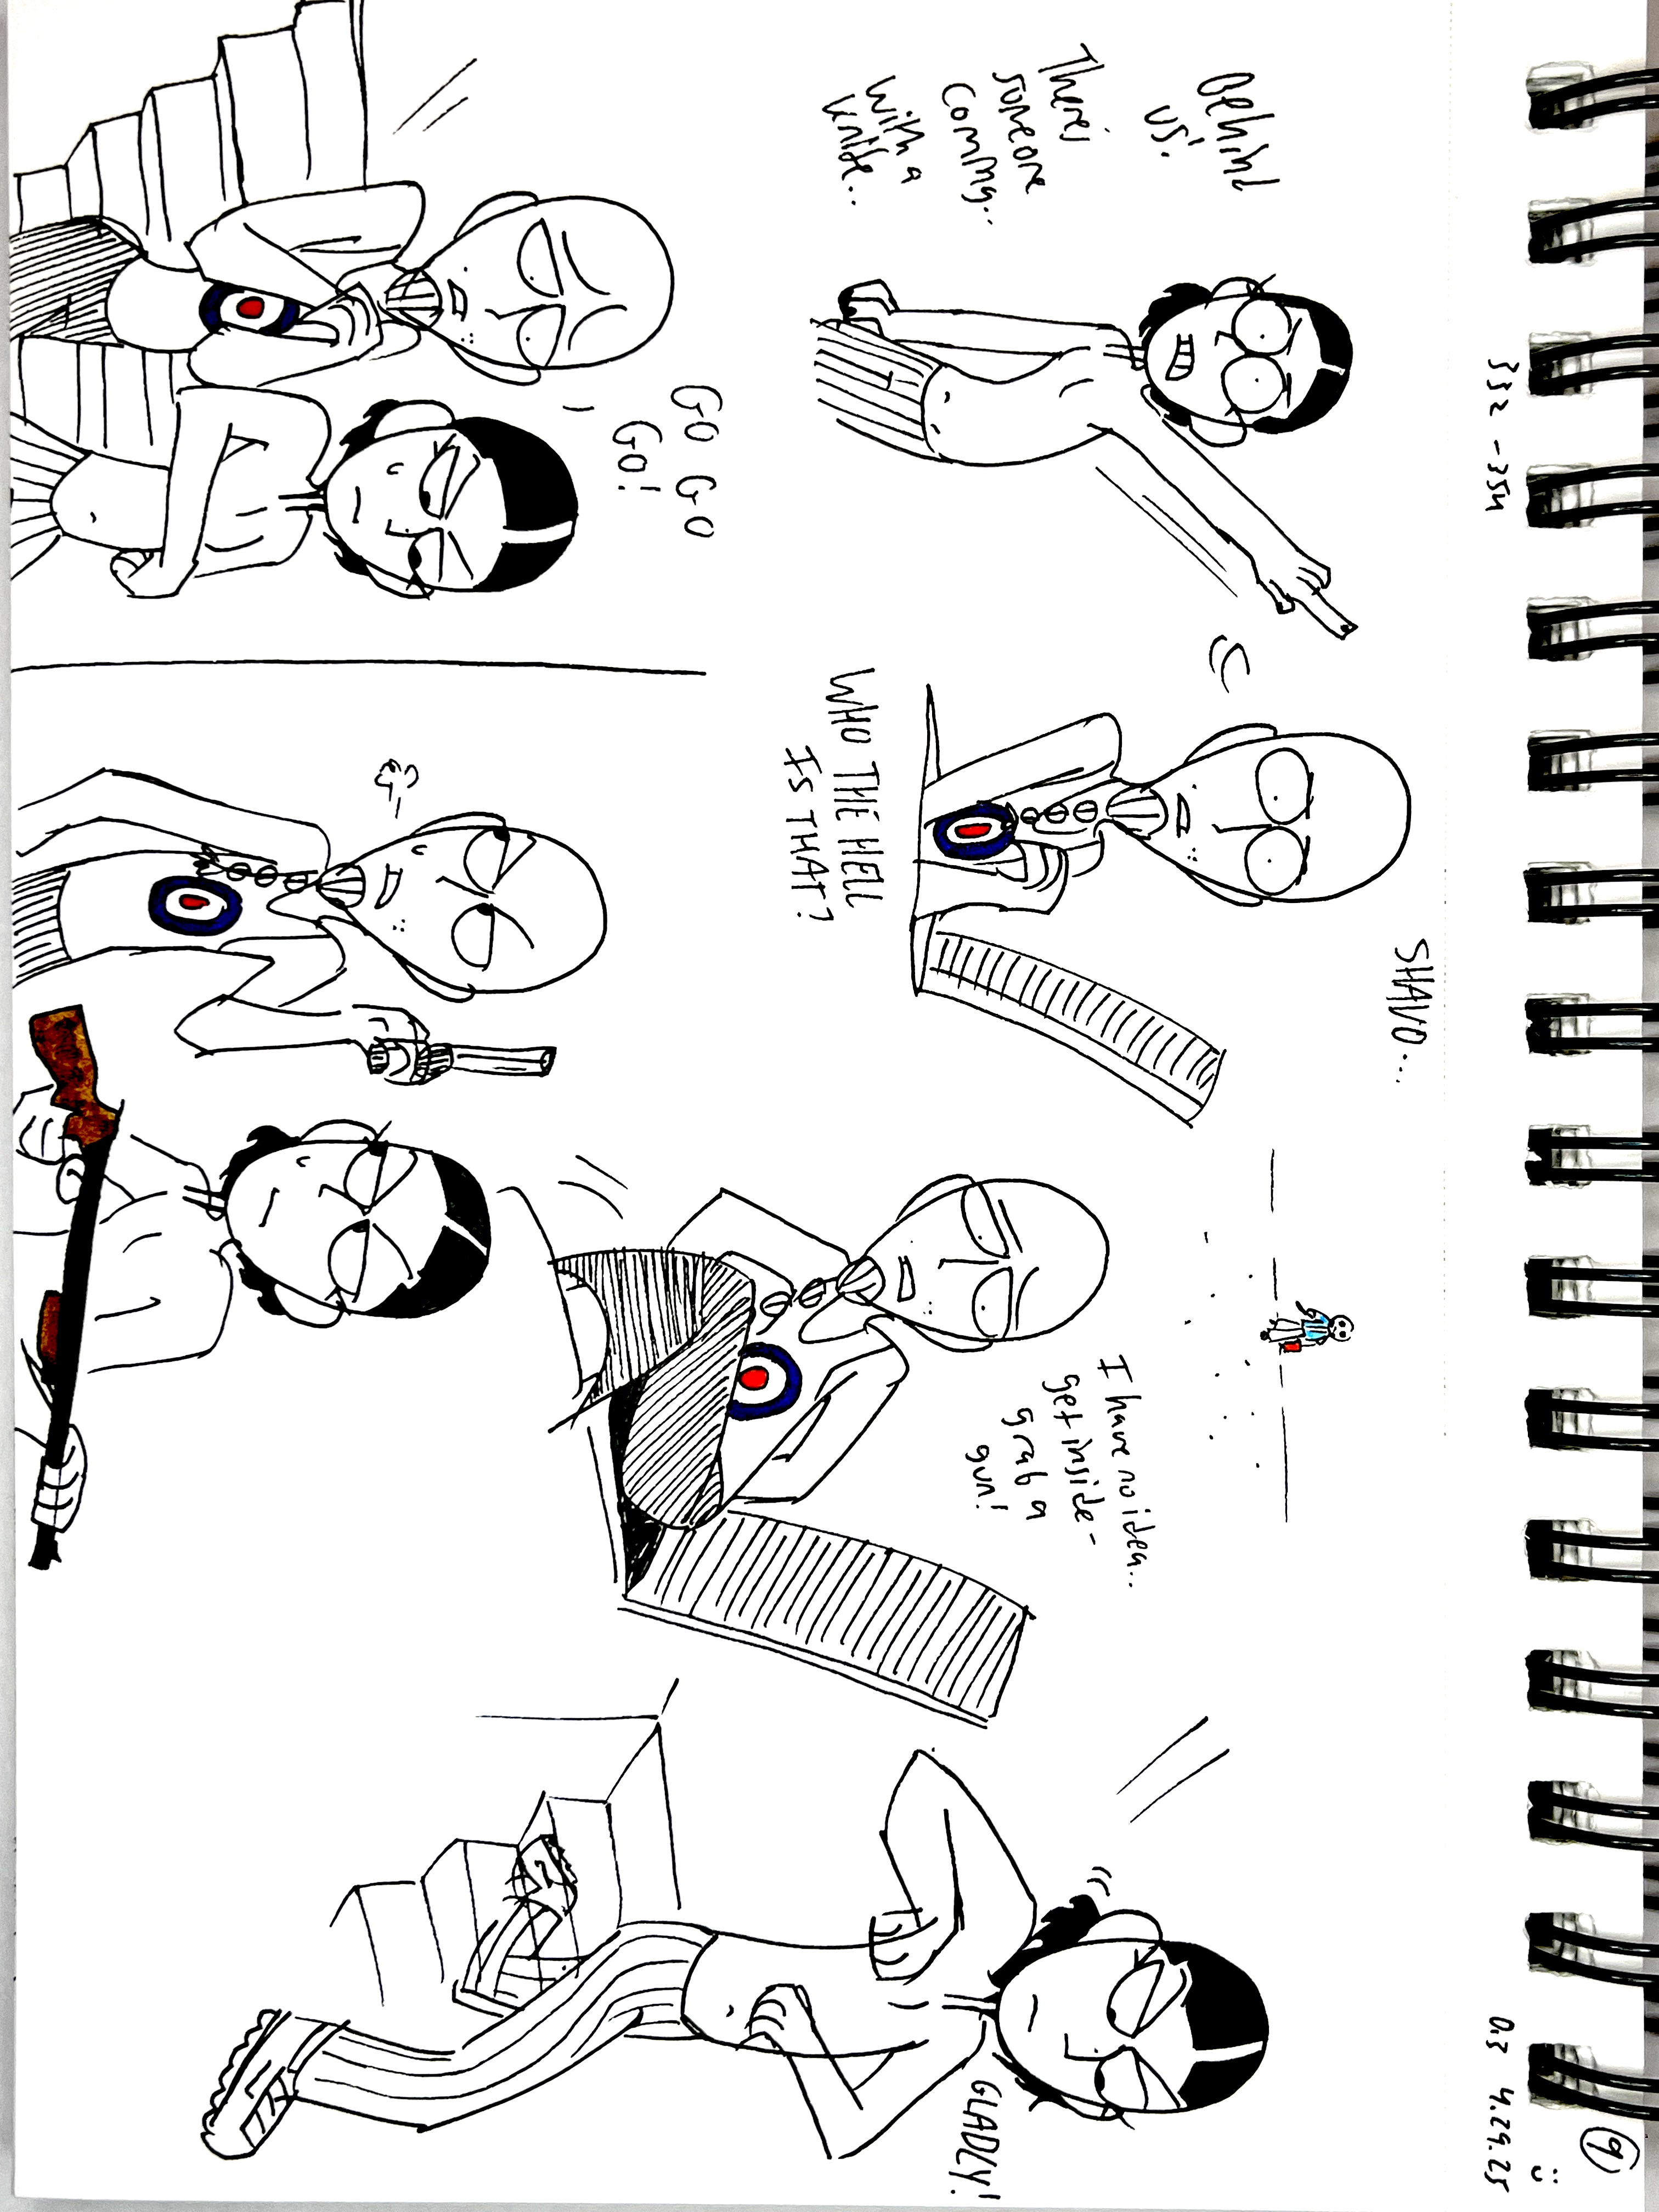 9
:)
332 - 354
0.3 4.29.25
SHAVO...
Behind
us!
There's
someone
coming..
with a
knife..
WHO THE HELL
IS THAT?
I have no idea..
get inside -
grab a
gun!
GLADLY!
GO GO
GO!